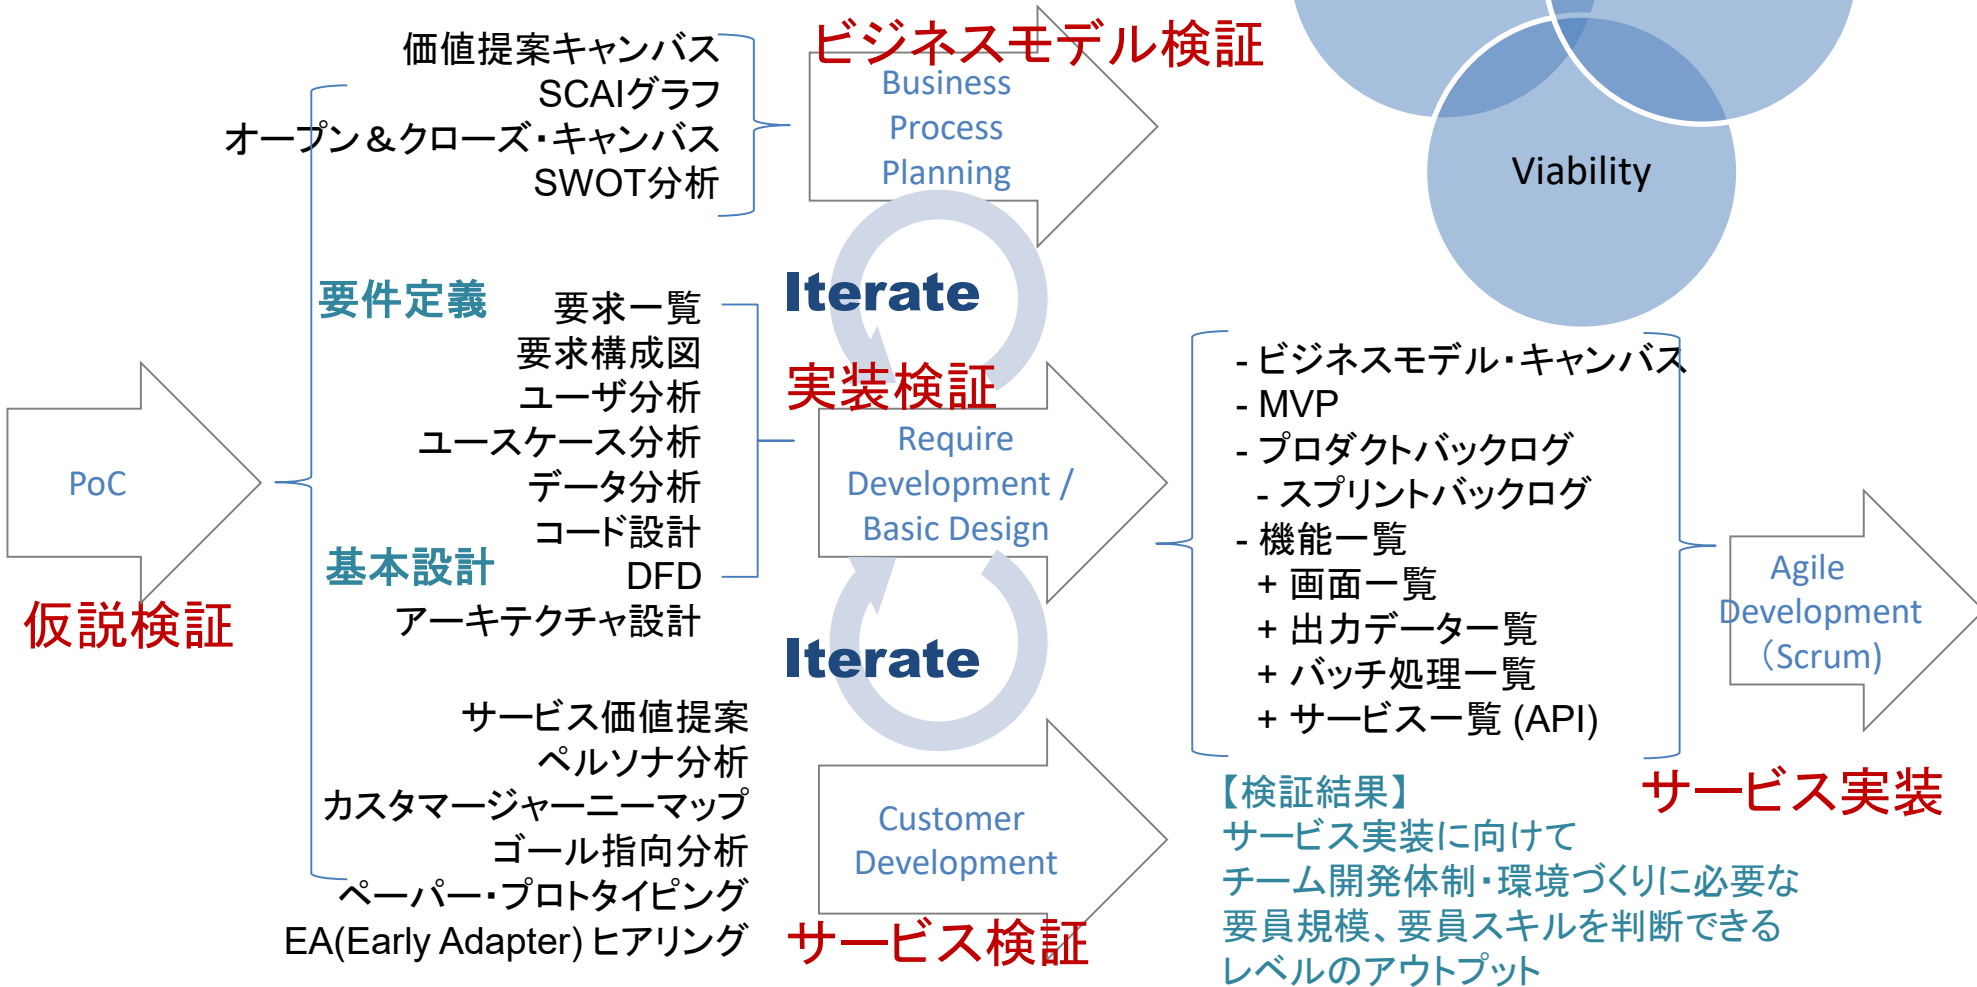 価値提案キャンバス
SCAIグラフ
オープン＆クローズ・キャンバス
SWOT分析
ビジネスモデル検証
Business
Process
Planning
Viability
要件定義
要求一覧
要求構成図
ユーザ分析
ユースケース分析
データ分析
コード設計
基本設計
DFD
アーキテクチャ設計
Iterate
実装検証
Require
Development /
Basic Design
Iterate
PoC
仮説検証
サービス価値提案
ペルソナ分析
カスタマージャーニーマップ
ゴール指向分析
ペーパー・プロトタイピング
EA(Early Adapter) ヒアリング
Customer
Development
サービス検証
- ビジネスモデル・キャンバス
- MVP
- プロダクトバックログ
- スプリントバックログ
- 機能一覧
+ 画面一覧
+ 出力データ一覧
+ バッチ処理一覧
+ サービス一覧 (API)
【検証結果】
サービス実装に向けて
チーム開発体制・環境づくりに必要な
要員規模、要員スキルを判断できる
レベルのアウトプット
Agile
Development
（Scrum)
サービス実装